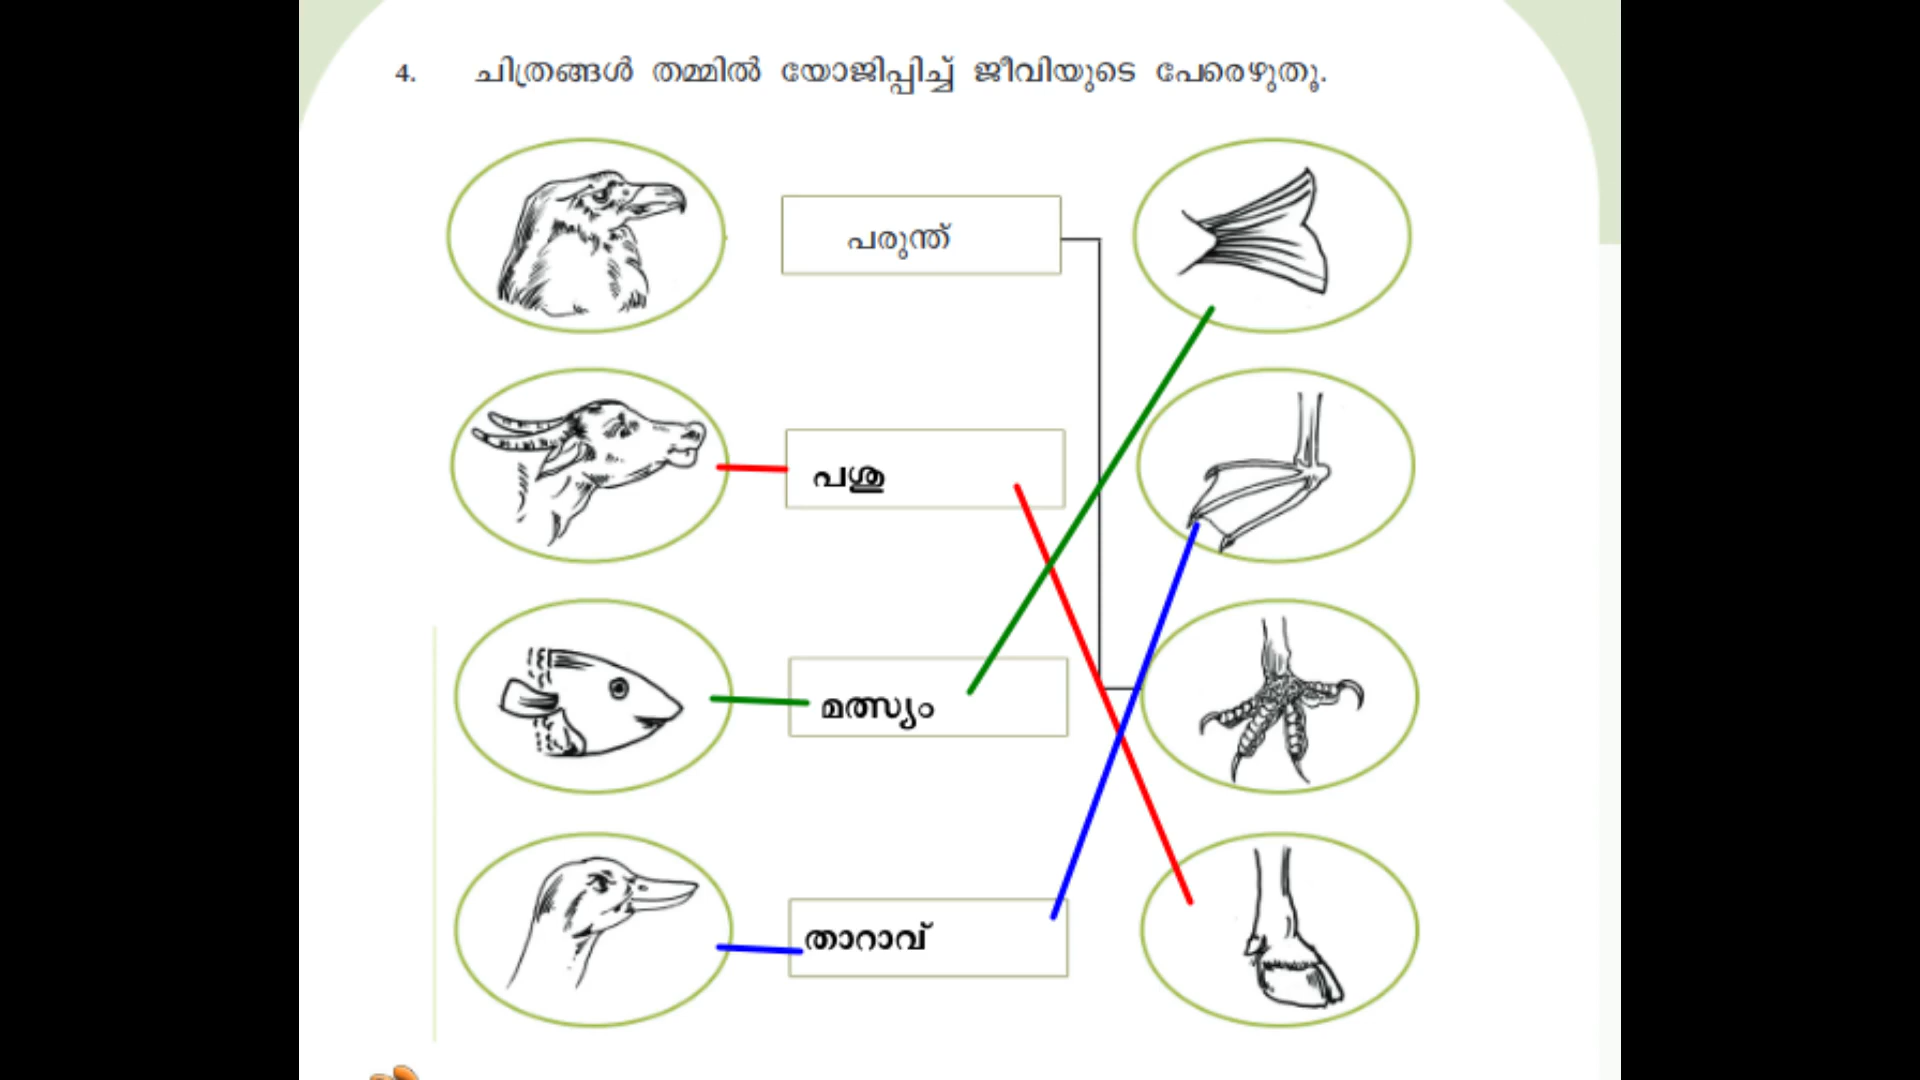 4. ചിത്രങ്ങൾ തമ്മിൽ യോജിപ്പിച്ച് ജീവിയുടെ പേരെഴുതൂ.
പരുന്ത്
പശു
മത്സ്യം
താറാവ്